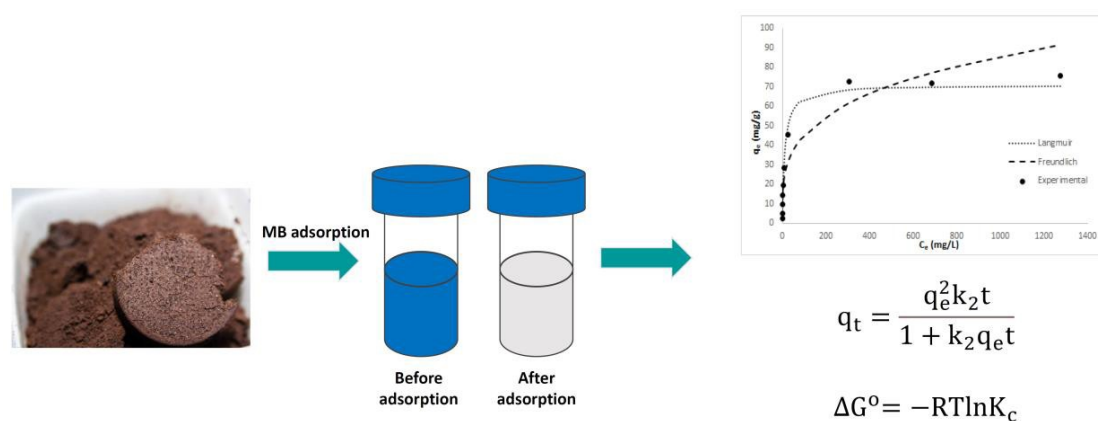 MB adsorption
Before
adsorption
After
adsorption
100
90
80
70
60
50
40
30
20
10
0
qe (mg/g)
0 200 400 600 800 1000 1200 1400
Ce (mg/L)
Langmuir
Freundlich
Experimental
qt = qe²k₂t / 1 + k₂qet
ΔG° = −RTlnKc